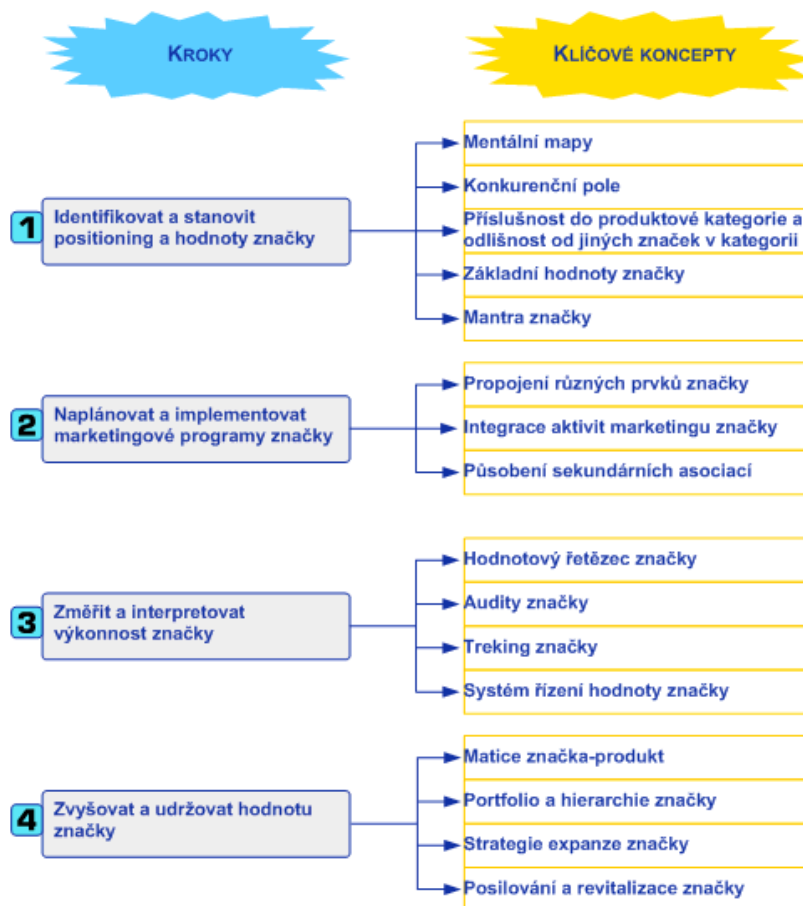 KROKY
KLÍČOVÉ KONCEPTY
1
Identifikovat a stanovit
positioning a hodnoty značky
Mentální mapy
Konkurenční pole
Příslušnost do produktové kategorie a
odlišnost od jiných značek v kategorii
Základní hodnoty značky
Mantra značky
2
Naplánovat a implementovat
marketingové programy značky
Propojení různých prvků značky
Integrace aktivit marketingu značky
Působení sekundárních asociací
3
Změřit a interpretovat
výkonnost značky
Hodnotový řetězec značky
Audity značky
Treking značky
Systém řízení hodnoty značky
4
Zvyšovat a udržovat hodnotu
značky
Matice značka-produkt
Portfolio a hierarchie značky
Strategie expanze značky
Posilování a revitalizace značky